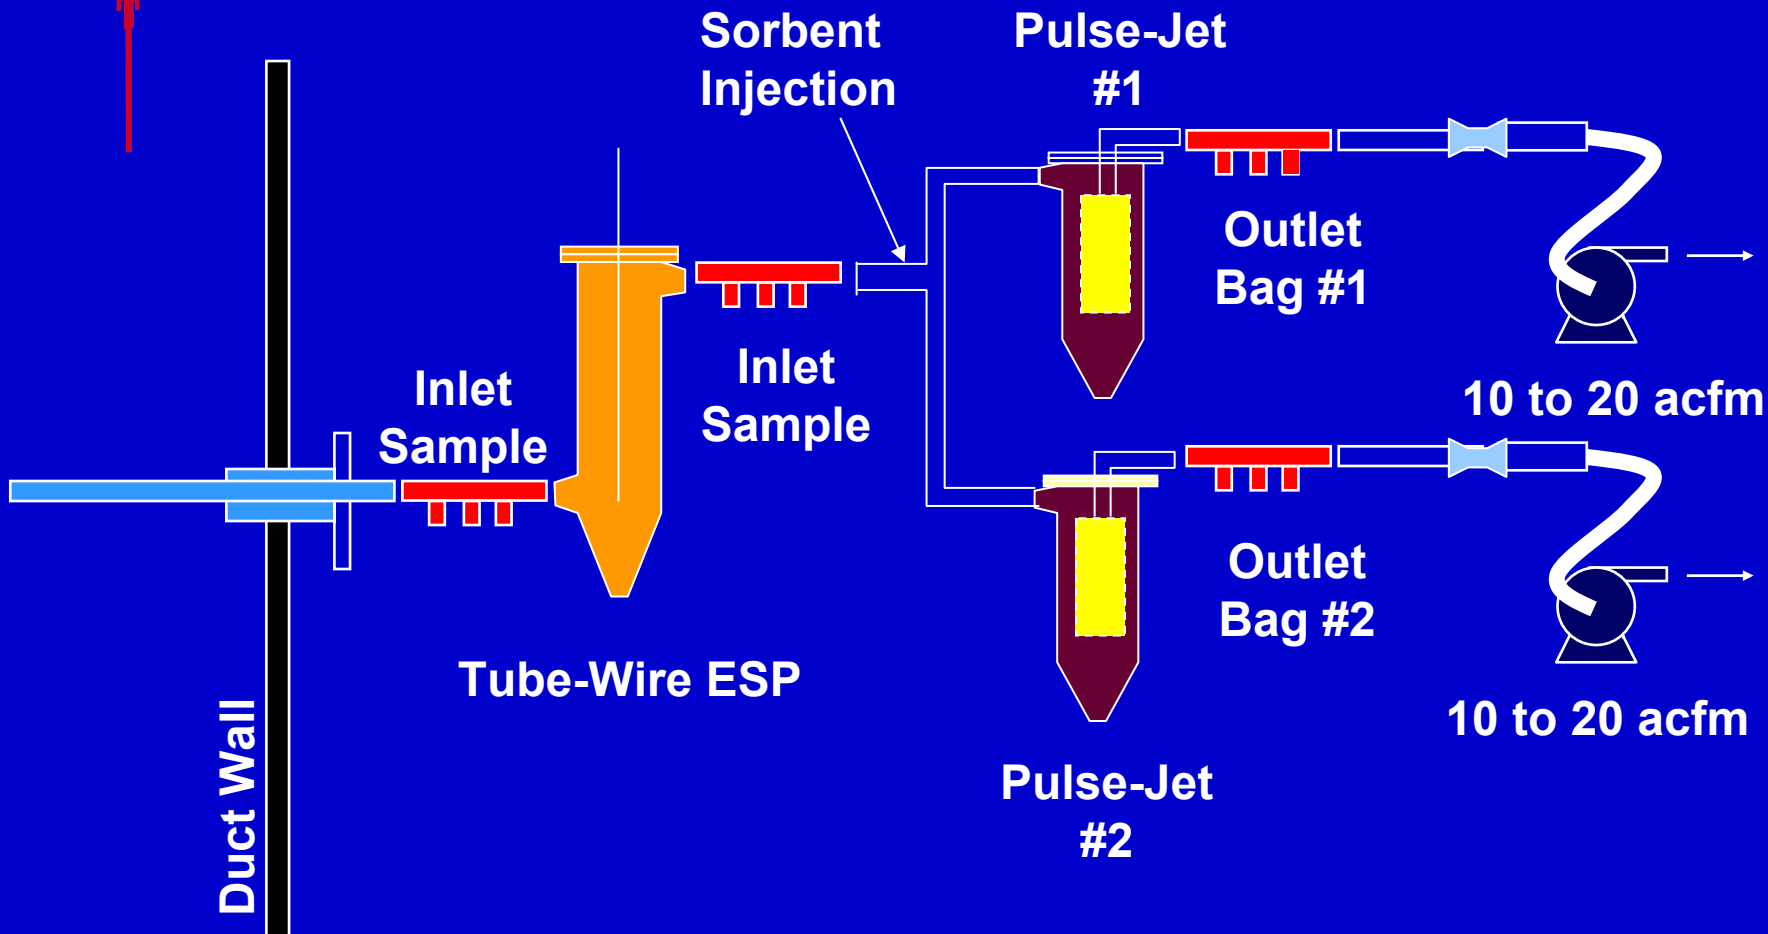 Sorbent
Injection
Pulse-Jet
#1
Outlet
Bag #1
10 to 20 acfm
Inlet
Sample
Inlet
Sample
Tube-Wire ESP
Outlet
Bag #2
10 to 20 acfm
Pulse-Jet
#2
Duct Wall